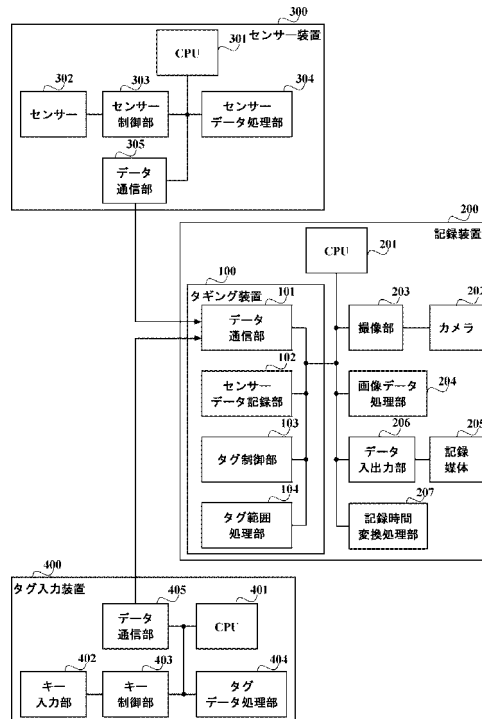 300
センサー装置
301
CPU
302
センサー
303
センサー
制御部
304
センサー
データ処理部
305
データ
通信部
200
記録装置
CPU
201
100
タギング装置
101
データ
通信部
102
センサー
データ記録部
103
タグ制御部
104
タグ範囲
処理部
203
撮像部
202
カメラ
画像データ
処理部
204
206
データ
入出力部
205
記録
媒体
207
記録時間
変換処理部
400
タグ入力装置
405
データ
通信部
401
CPU
402
キー
入力部
403
キー
制御部
404
タグ
データ処理部